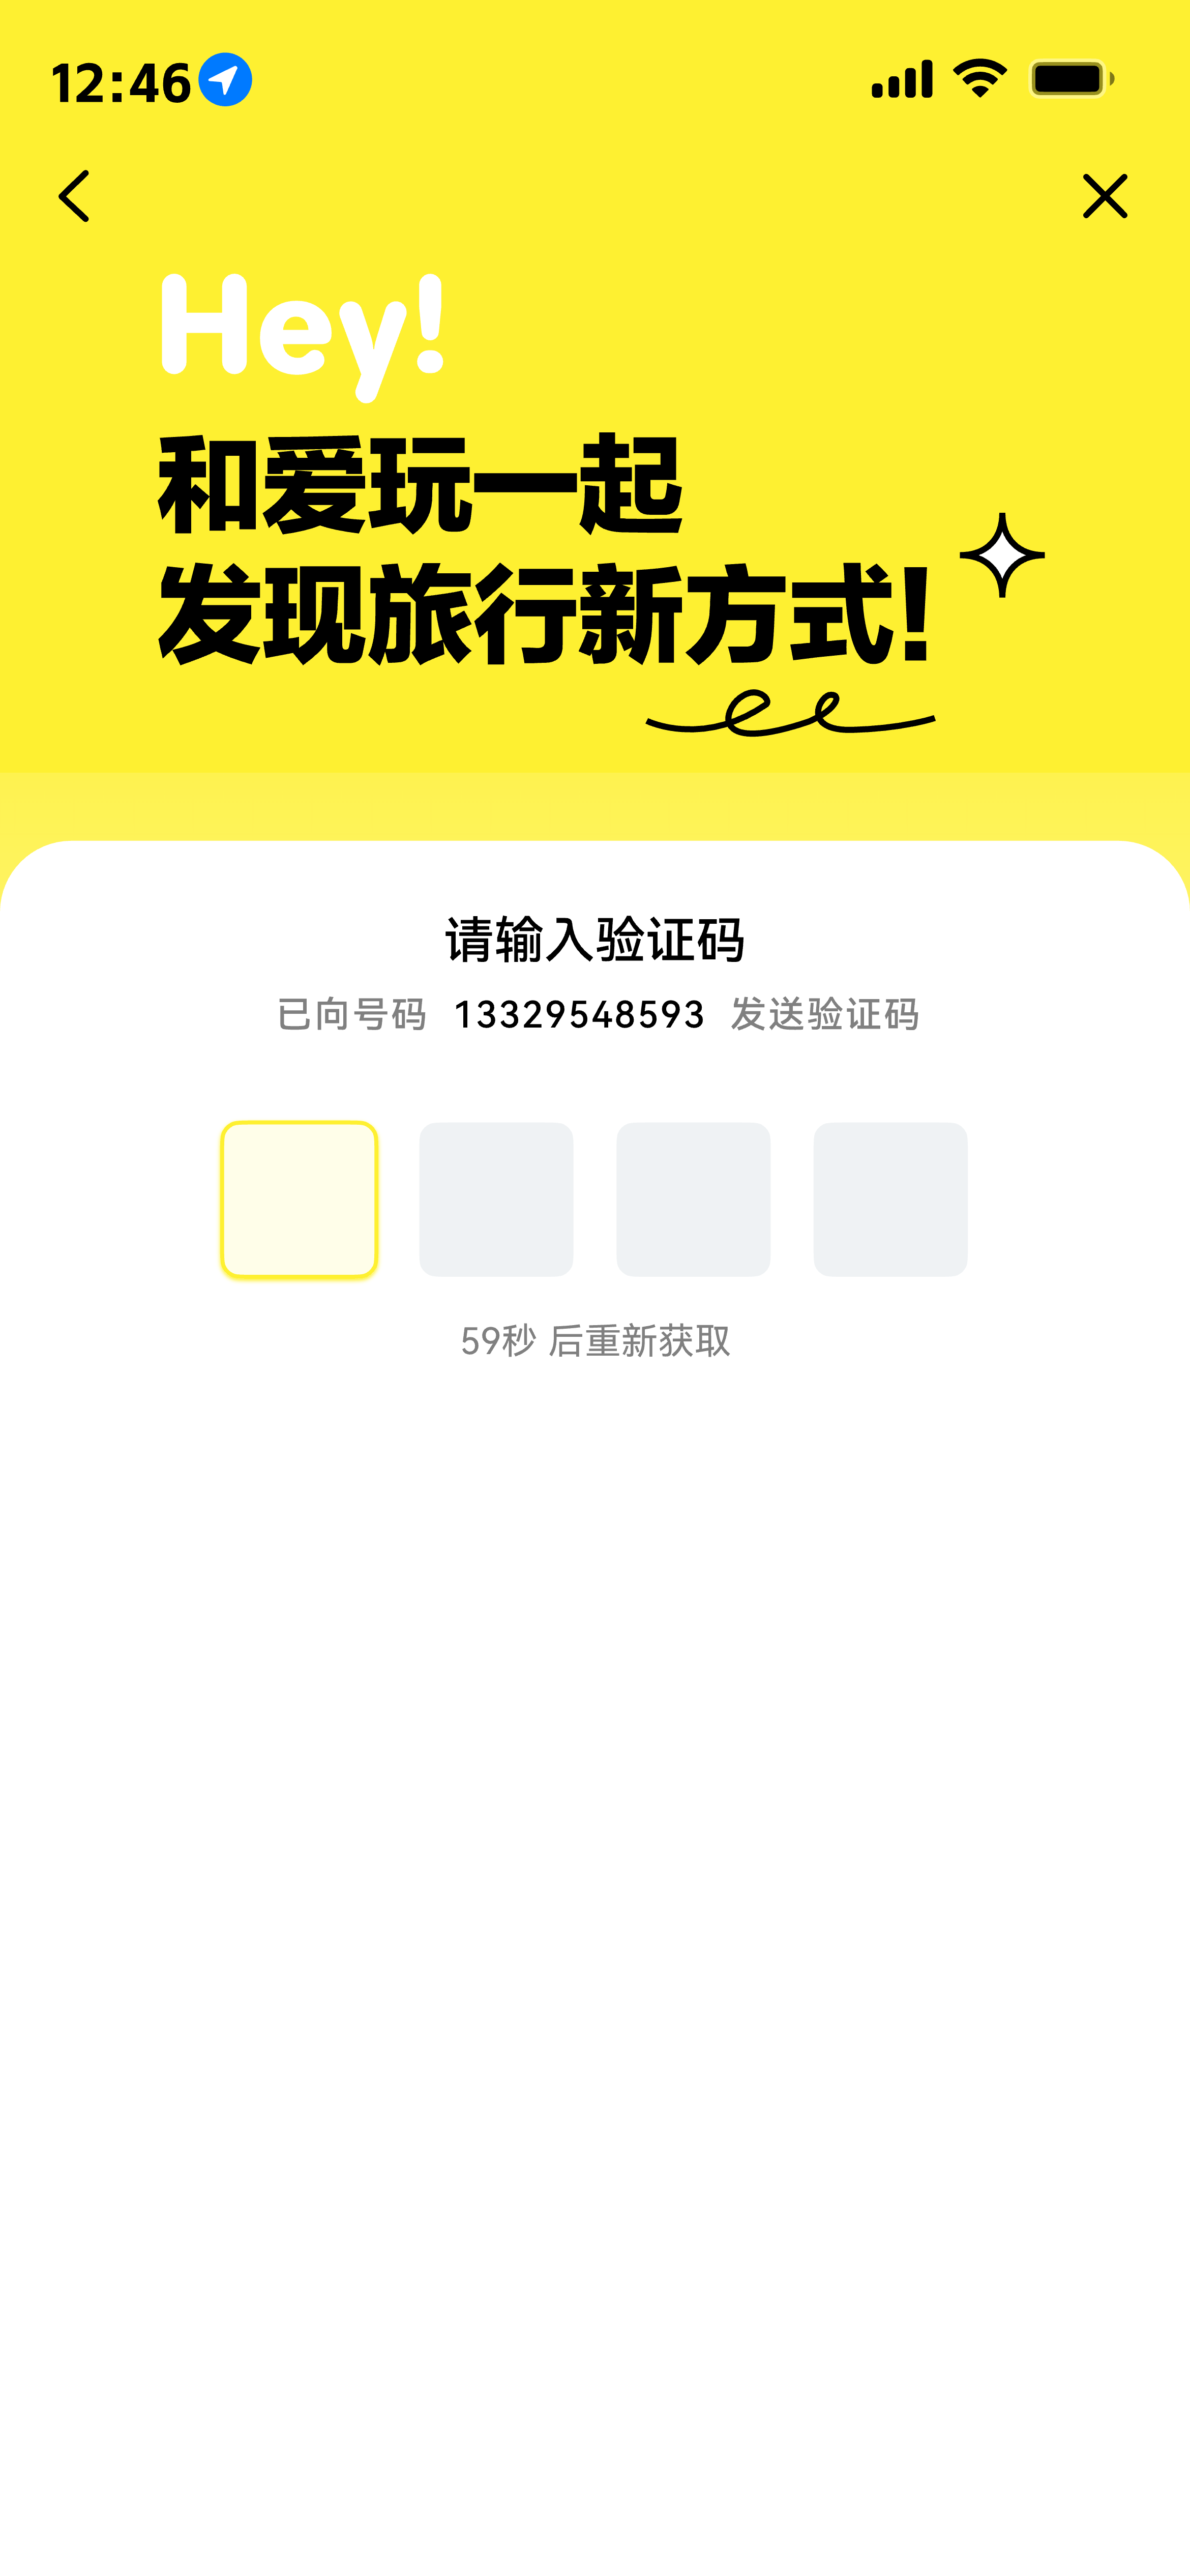 12:46
Hey!
和爱玩一起
发现旅行新方式!
请输入验证码
已向号码 13329548593 发送验证码
59秒 后重新获取